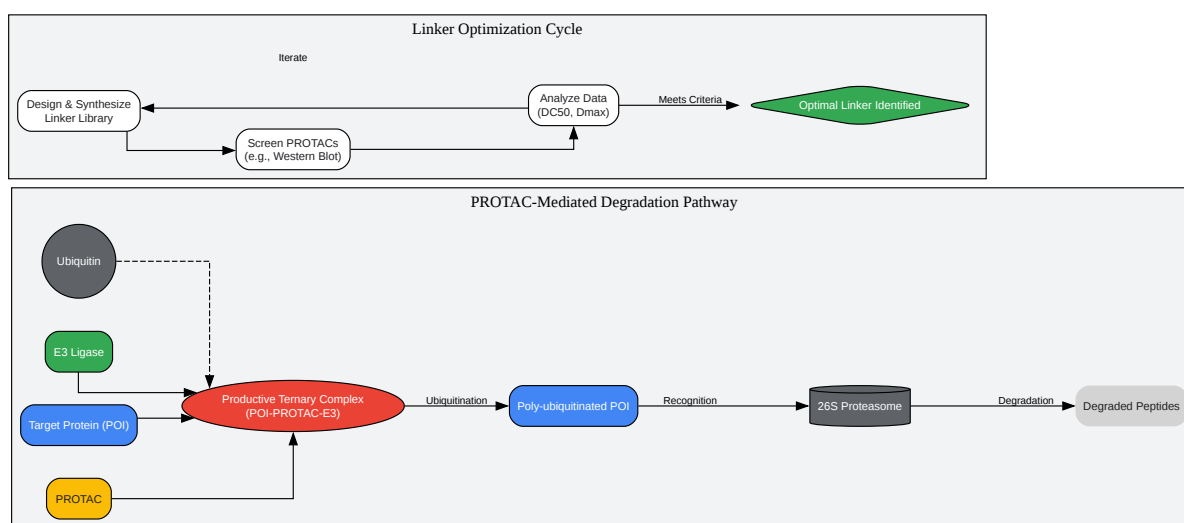 Linker Optimization Cycle
Iterate
Design & Synthesize
Linker Library
Screen PROTACs
(e.g., Western Blot)
Analyze Data
(DC50, Dmax)
Meets Criteria
Optimal Linker Identified
PROTAC-Mediated Degradation Pathway
Ubiquitin
E3 Ligase
Target Protein (POI)
PROTAC
Productive Ternary Complex
(POI-PROTAC-E3)
Ubiquitination
Poly-ubiquitinated POI
Recognition
26S Proteasome
Degradation
Degraded Peptides